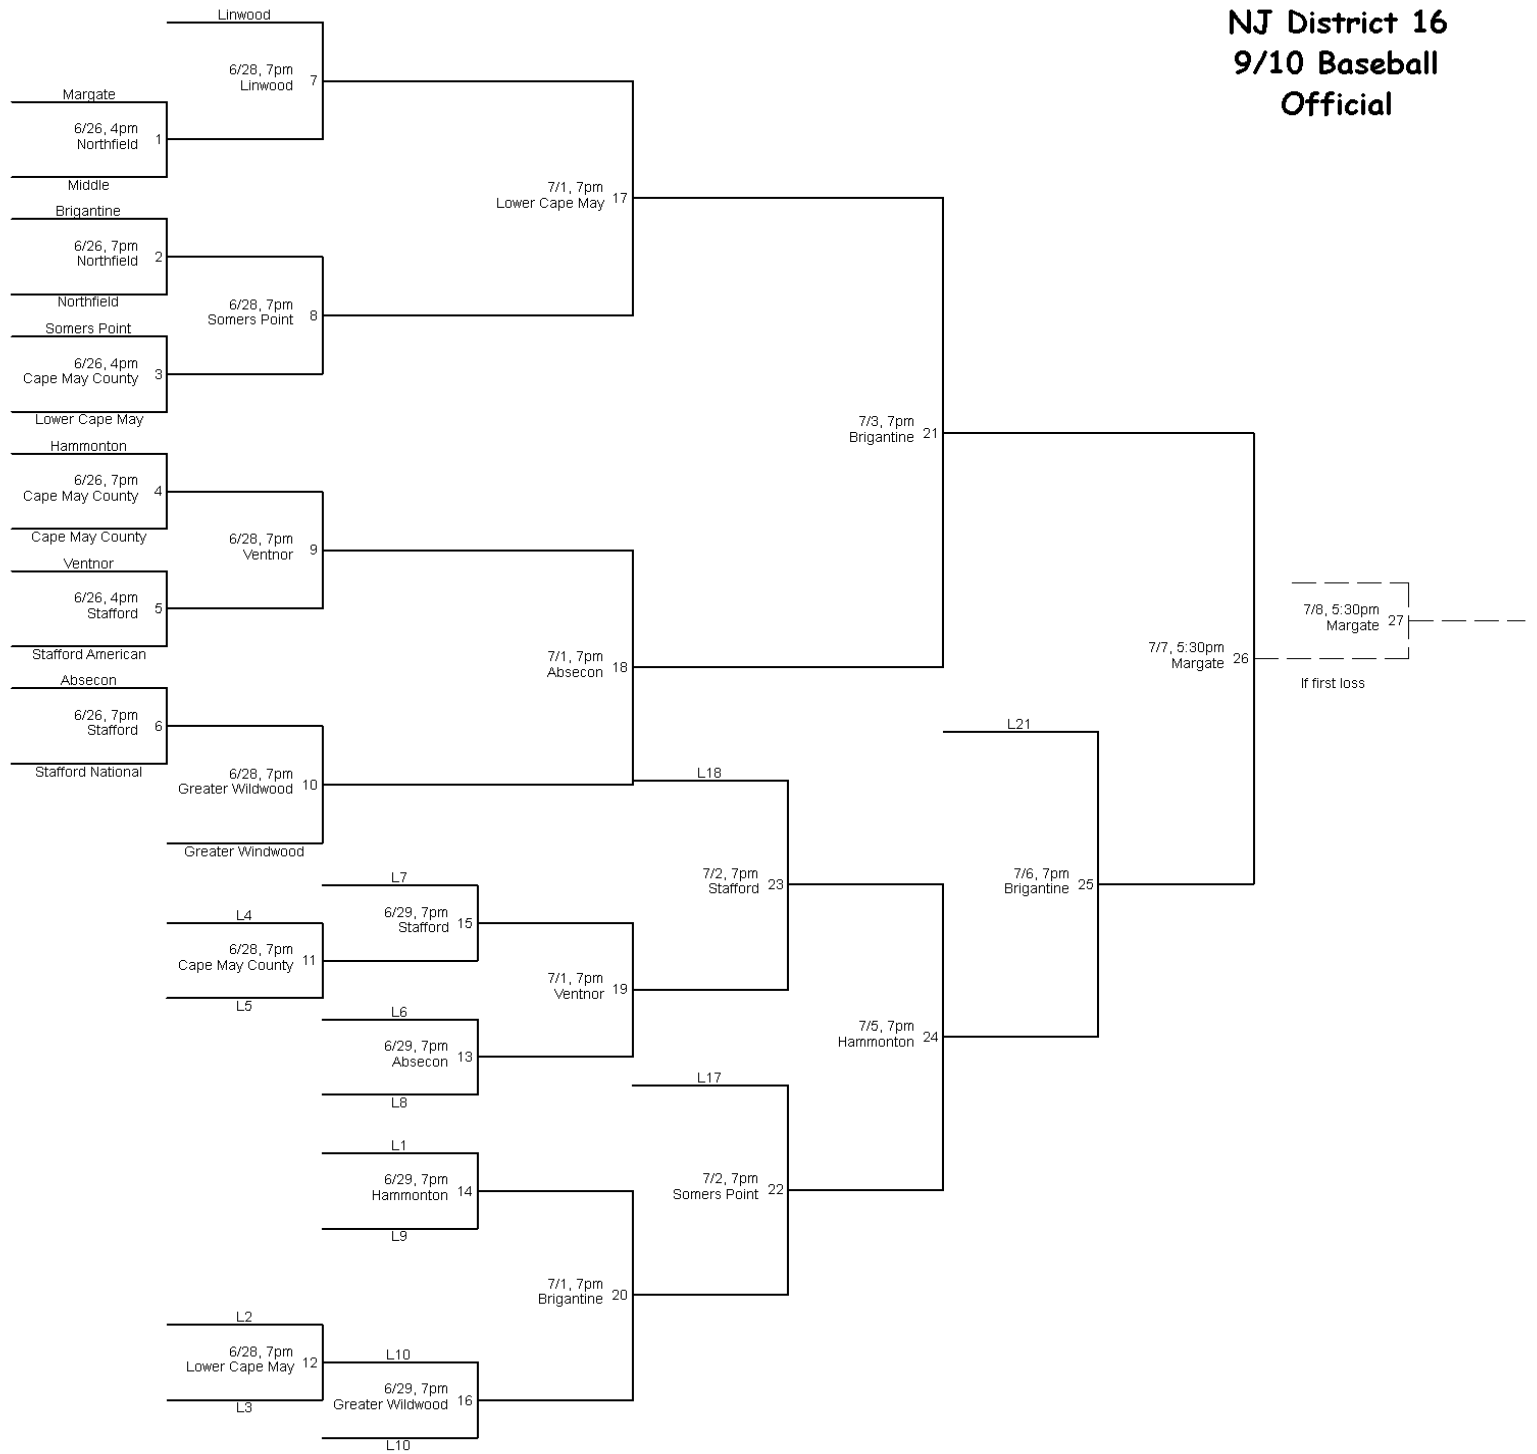 NJ District 16
9/10 Baseball
Official
Linwood
6/28, 7pm
Linwood
7
Margate
6/26, 4pm
Northfield
1
Middle
Brigantine
6/26, 7pm
Northfield
2
Northfield
6/28, 7pm
Somers Point
8
Somers Point
6/26, 4pm
Cape May County
3
Lower Cape May
7/1, 7pm
Lower Cape May
17
Hammonton
6/26, 7pm
Cape May County
4
Cape May County
6/28, 7pm
Ventnor
9
Ventnor
6/26, 4pm
Stafford
5
Stafford American
7/1, 7pm
Absecon
18
Absecon
6/26, 7pm
Stafford
6
Stafford National
6/28, 7pm
Greater Wildwood
10
Greater Windwood
7/3, 7pm
Brigantine
21
7/7, 5:30pm
Margate
26
7/8, 5:30pm
Margate
27
If first loss
L21
7/6, 7pm
Brigantine
25
L18
7/2, 7pm
Stafford
23
L7
6/29, 7pm
Stafford
15
L4
6/28, 7pm
Cape May County
11
L5
7/1, 7pm
Ventnor
19
L6
6/29, 7pm
Absecon
13
L8
7/5, 7pm
Hammonton
24
L17
7/2, 7pm
Somers Point
22
L1
6/29, 7pm
Hammonton
14
L9
7/1, 7pm
Brigantine
20
L2
6/28, 7pm
Lower Cape May
12
L3
L10
6/29, 7pm
Greater Wildwood
16
L10